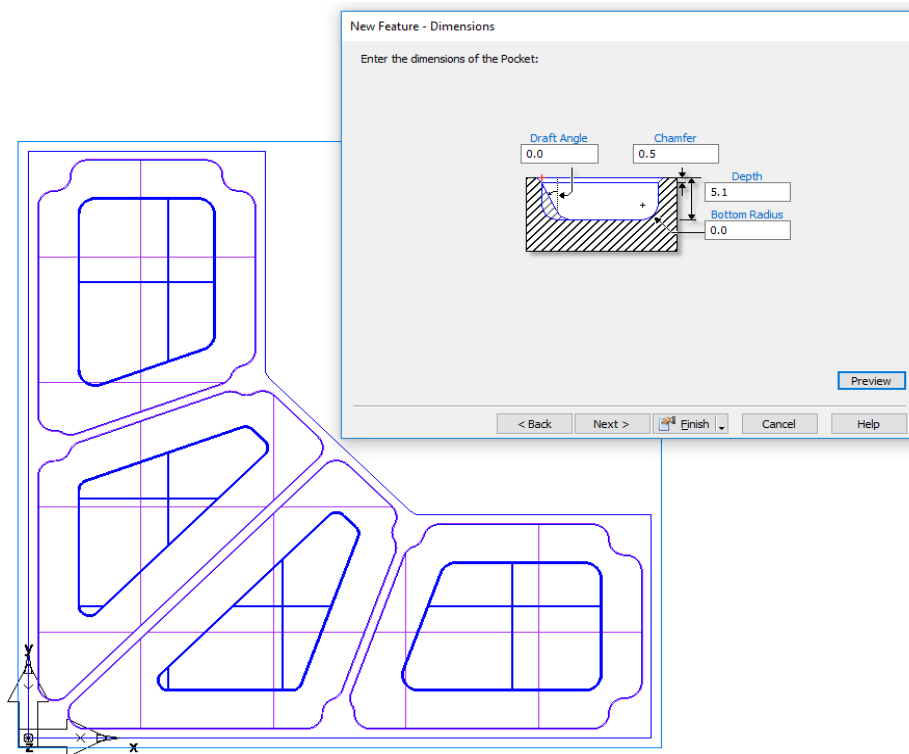 New Feature - Dimensions
Enter the dimensions of the Pocket:
Draft Angle
Chamfer
0.0
0.5
Depth
5.1
Bottom Radius
0.0
Preview
< Back
Next >
Finish
Cancel
Help
Y
Z
X